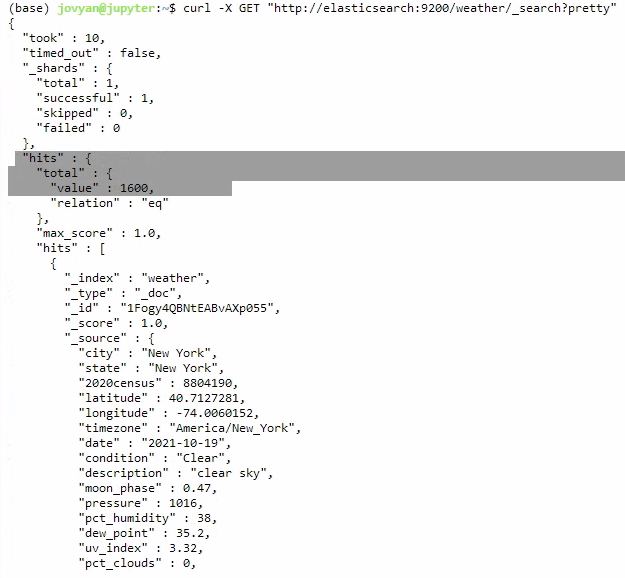 (base) jovyan@jupyter:~$ curl -X GET "http://elasticsearch:9200/weather/_search?pretty"
{
  "took" : 10,
  "timed_out" : false,
  "_shards" : {
    "total" : 1,
    "successful" : 1,
    "skipped" : 0,
    "failed" : 0
  },
  "hits" : {
    "total" : {
      "value" : 1600,
      "relation" : "eq"
    },
    "max_score" : 1.0,
    "hits" : [
      {
        "_index" : "weather",
        "_type" : "_doc",
        "_id" : "1Fogy4QBNtEABvAXp055",
        "_score" : 1.0,
        "_source" : {
          "city" : "New York",
          "state" : "New York",
          "2020census" : 8804190,
          "latitude" : 40.7127281,
          "longitude" : -74.0060152,
          "timezone" : "America/New_York",
          "date" : "2021-10-19",
          "condition" : "Clear",
          "description" : "clear sky",
          "moon_phase" : 0.47,
          "pressure" : 1016,
          "pct_humidity" : 38,
          "dew_point" : 35.2,
          "uv_index" : 3.32,
          "pct_clouds" : 0,